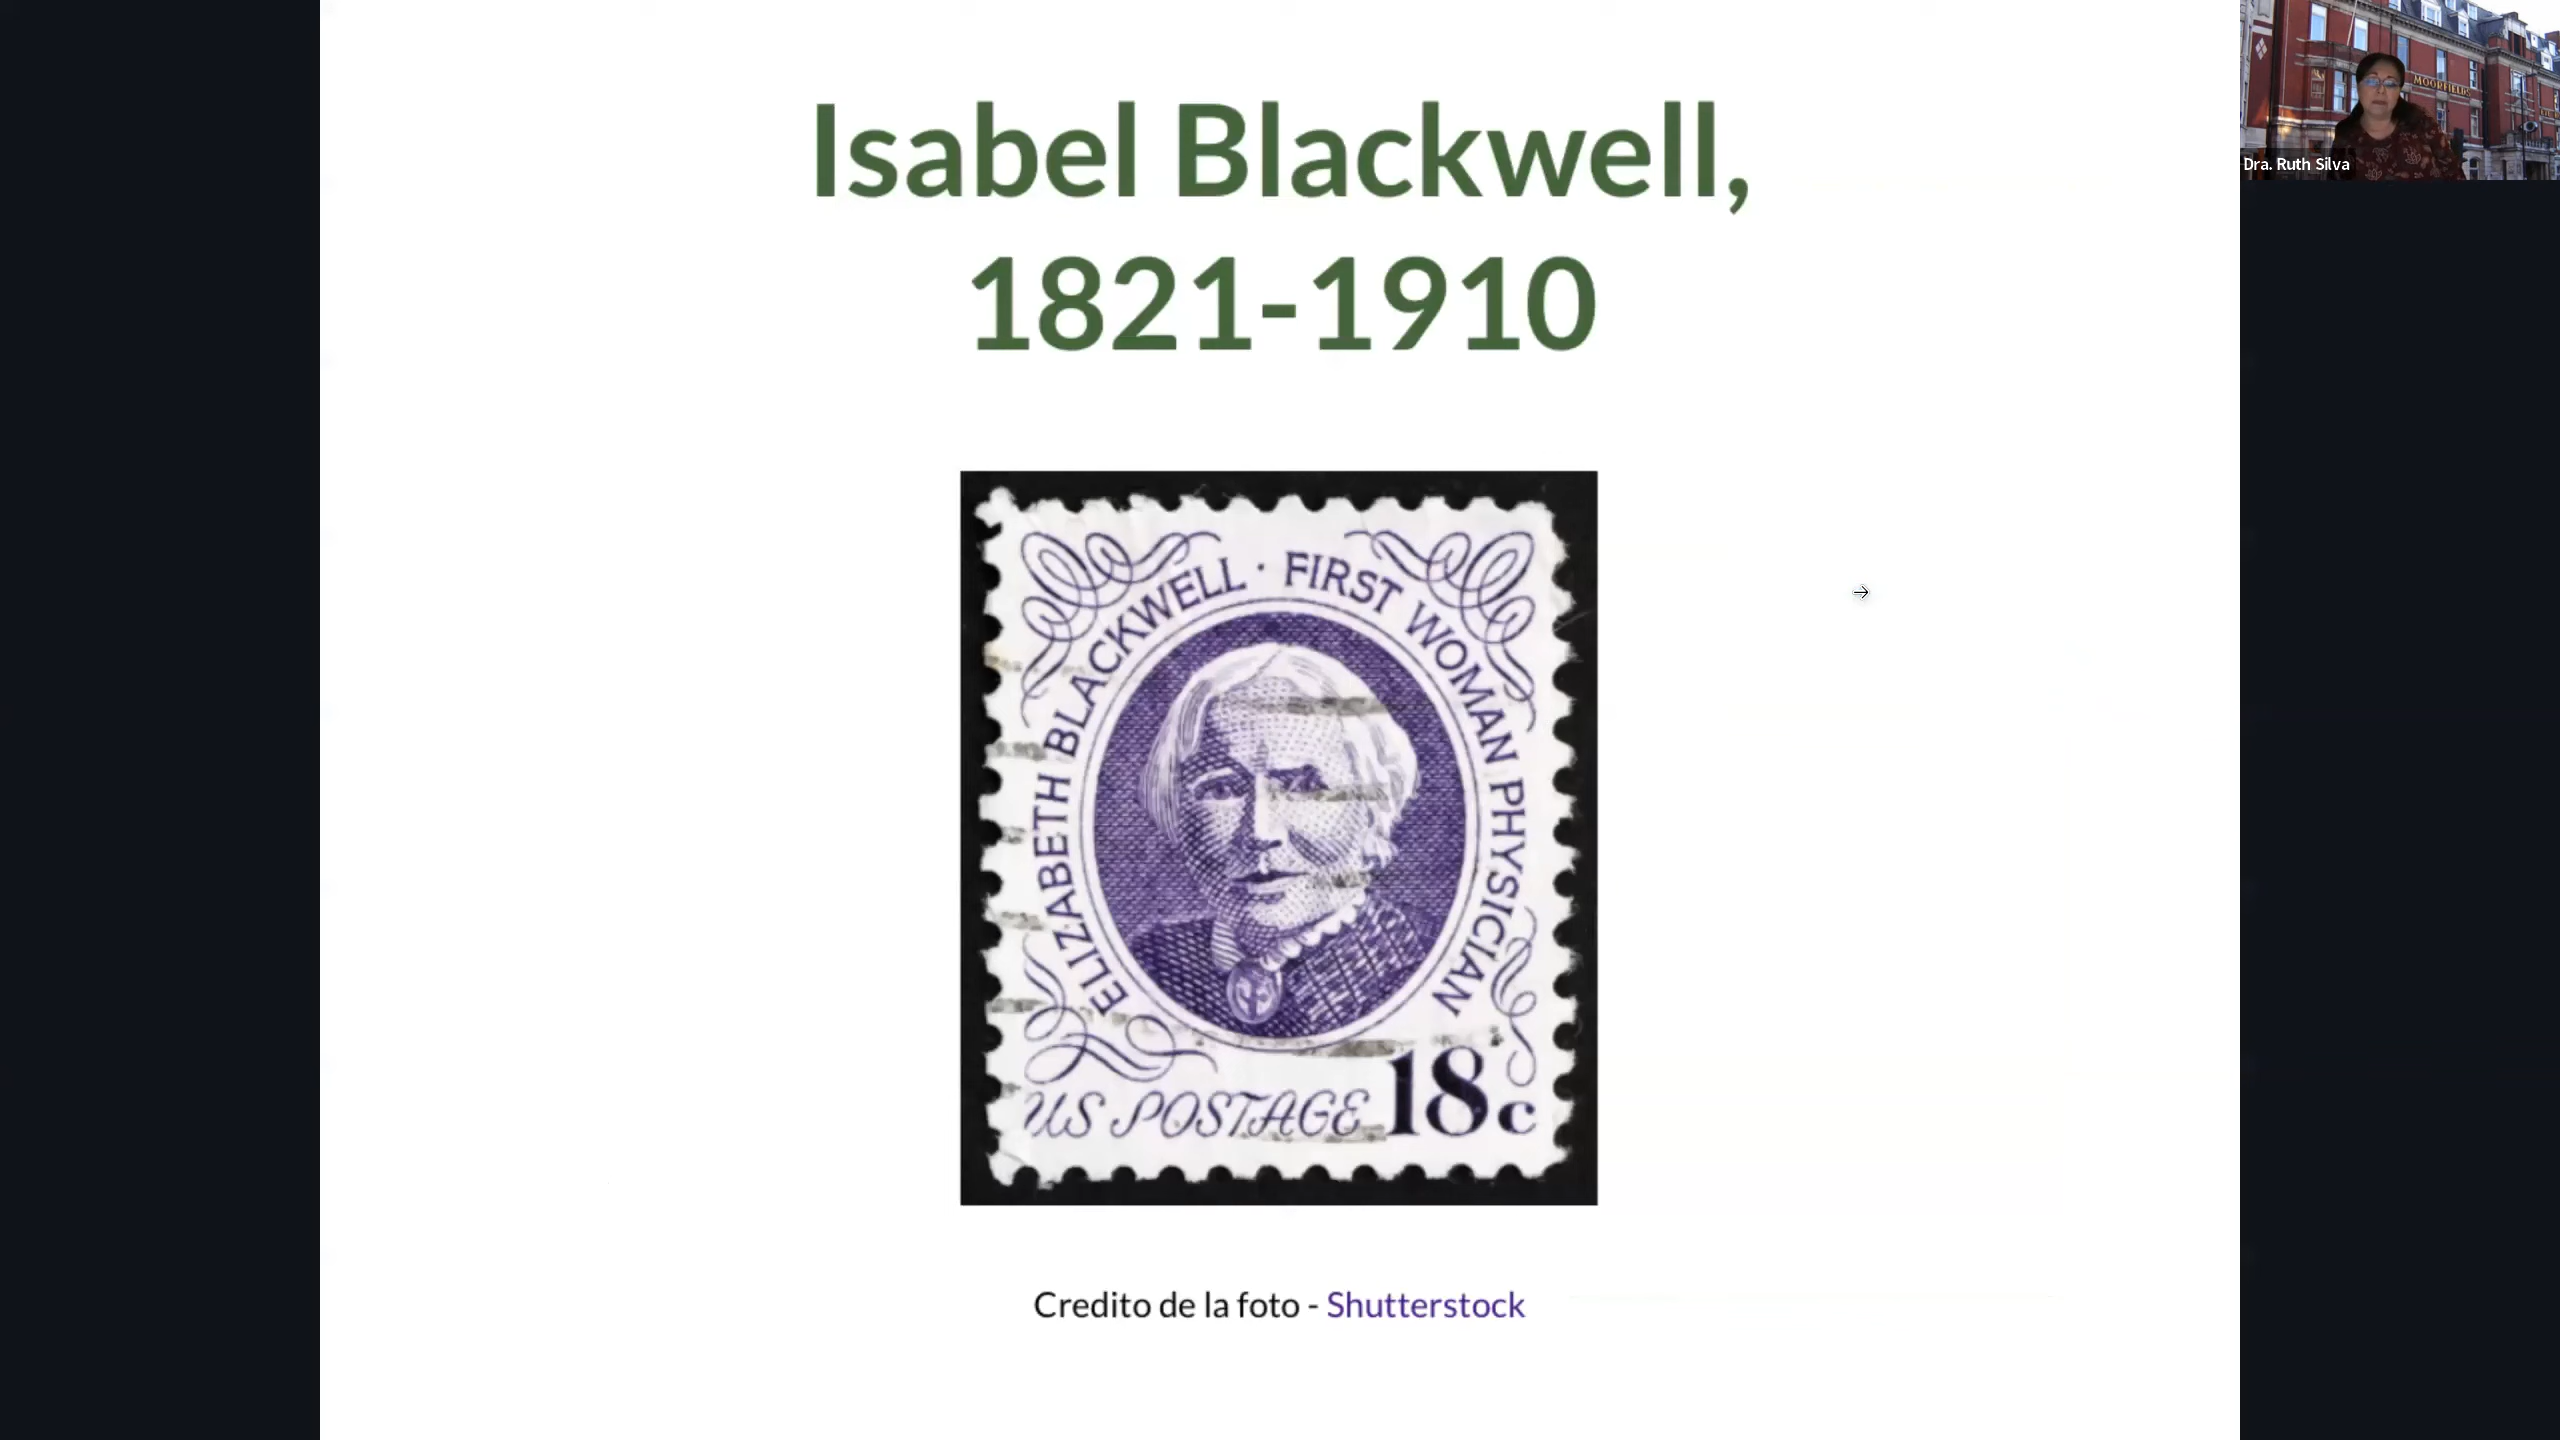 Isabel Blackwell,
1821-1910
ELIZABETH BLACKWELL · FIRST WOMAN PHYSICIAN
US POSTAGE 18c
Credito de la foto - Shutterstock
MOORFIELDS
Dra. Ruth Silva